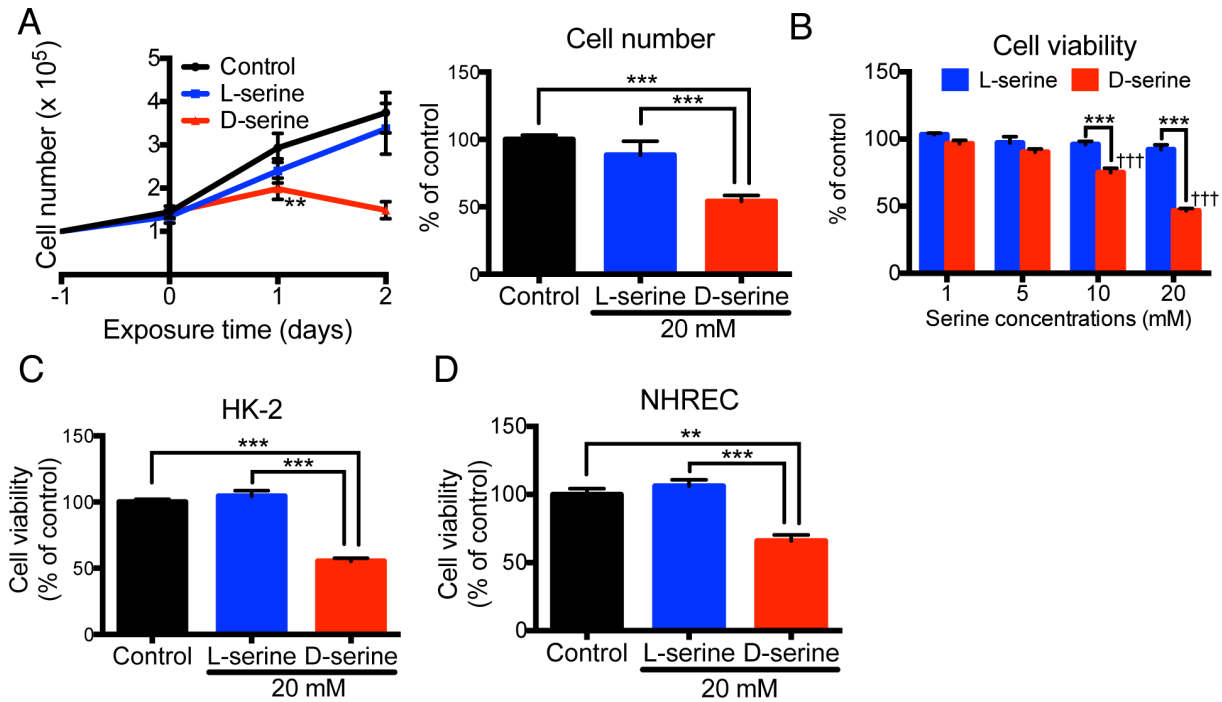 A
Cell number (x 10⁵)
5
4
3
2
1
Control
L-serine
D-serine
**
-1 0 1 2
Exposure time (days)
Cell number
% of control
150
100
50
0
***
***
Control L-serine D-serine
20 mM
B
Cell viability
L-serine D-serine
% of control
150
100
50
0
*** ***
††† †††
1 5 10 20
Serine concentrations (mM)
C
HK-2
Cell viability
(% of control)
150
100
50
0
***
***
Control L-serine D-serine
20 mM
D
NHREC
Cell viability
(% of control)
150
100
50
0
**
***
Control L-serine D-serine
20 mM